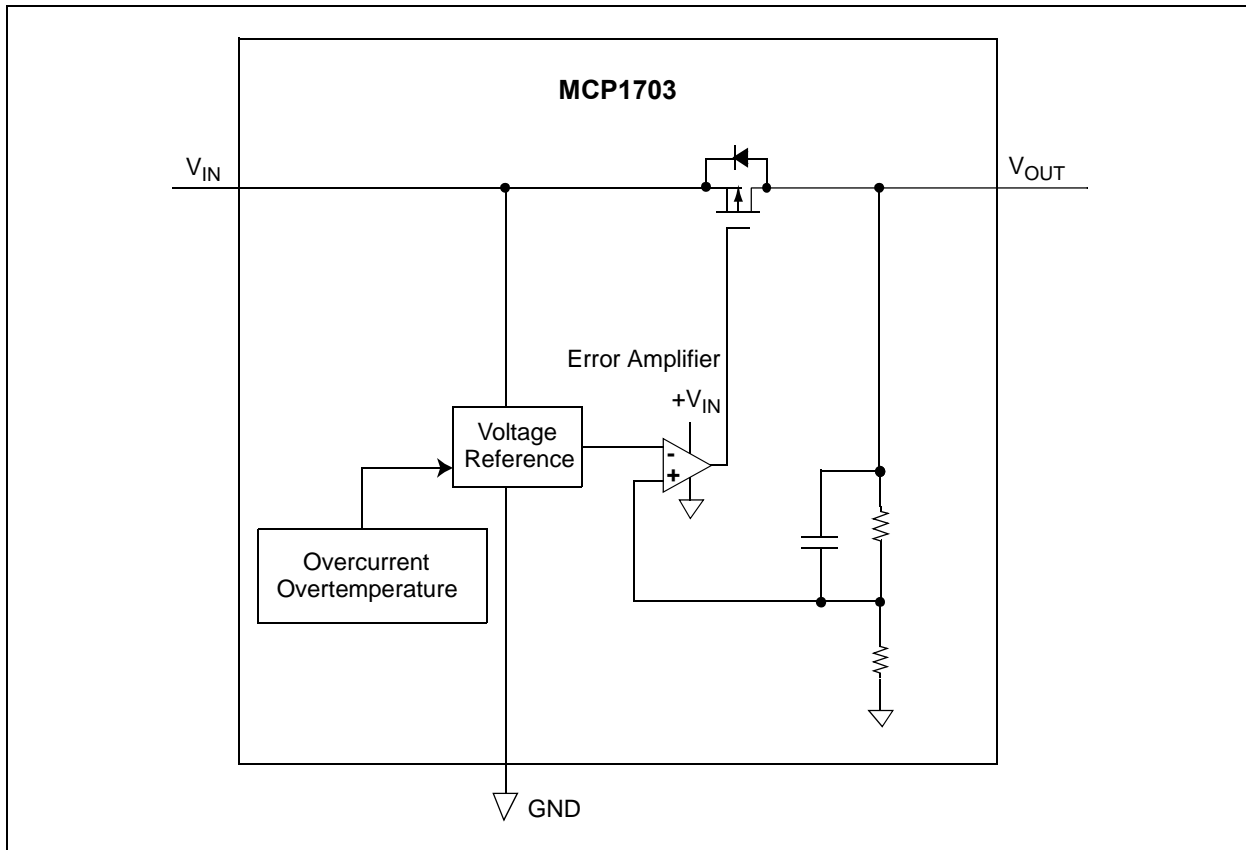 MCP1703
VIN
VOUT
Error Amplifier
+VIN
Voltage
Reference
-
+
Overcurrent
Overtemperature
GND